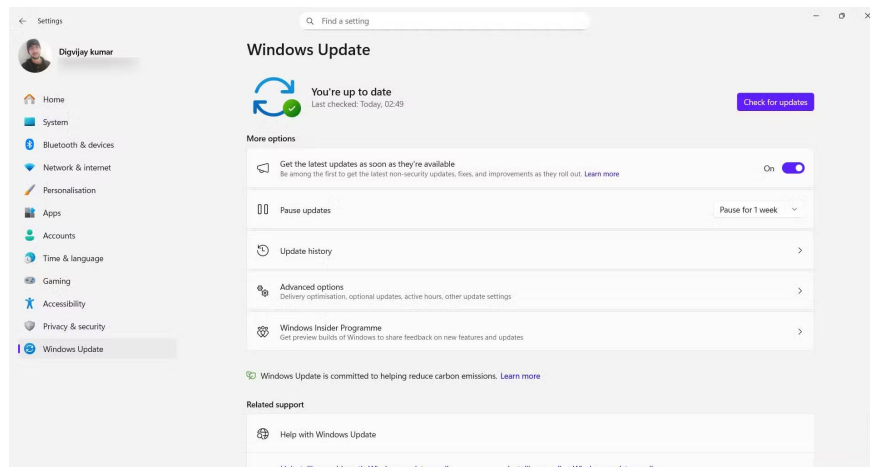 Settings
Find a setting
Digvijay kumar
Home
System
Bluetooth & devices
Network & internet
Personalisation
Apps
Accounts
Time & language
Gaming
Accessibility
Privacy & security
Windows Update
Windows Update
You're up to date
Last checked: Today, 02:49
Check for updates
More options
Get the latest updates as soon as they're available
Be among the first to get the latest non-security updates, fixes, and improvements as they roll out. Learn more
On
Pause updates
Pause for 1 week
Update history
Advanced options
Delivery optimisation, optional updates, active hours, other update settings
Windows Insider Programme
Get preview builds of Windows to share feedback on new features and updates
Windows Update is committed to helping reduce carbon emissions. Learn more
Related support
Help with Windows Update